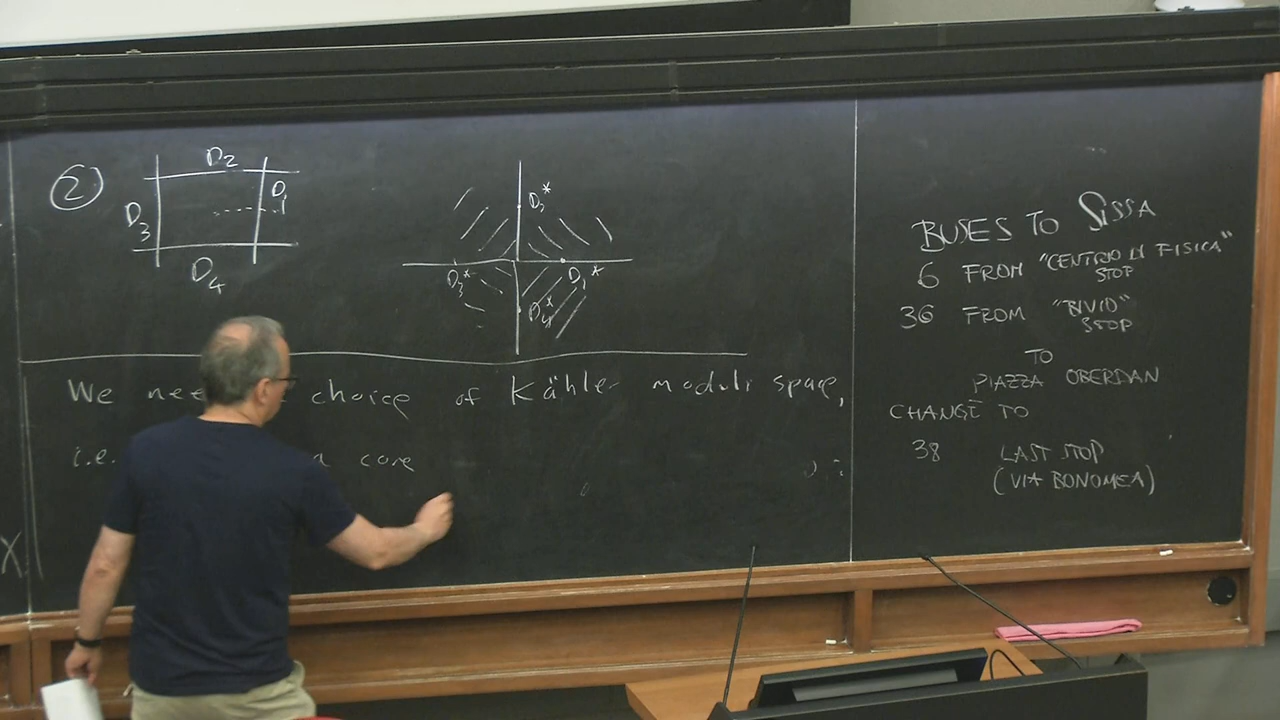 ②
D2
D1
D3
D4
D2*
D3* D1*
D4*
We nee choice of Kähler moduli space,
i.e. a cone
X
BUSES TO SISSA
6 FROM "CENTRO DI FISICA"
STOP
36 FROM "BIVIO"
STOP
TO
PIAZZA OBERDAN
CHANGE TO
38 LAST STOP
(VIA BONOMEA)